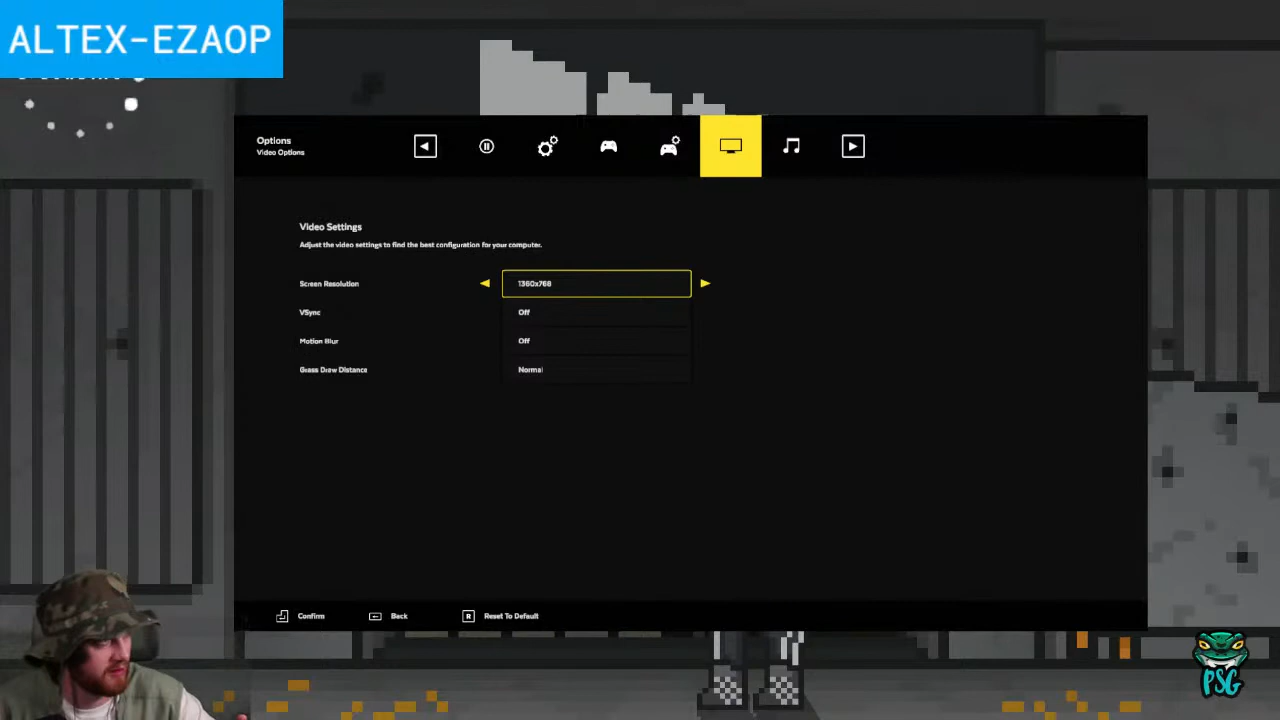 ALTEX-EZAOP
Options
Video Options
Video Settings
Adjust the video settings to find the best configuration for your computer.
Screen Resolution 1360x768
VSync Off
Motion Blur Off
Grass Draw Distance Normal
Confirm Back R Reset To Default
PSG